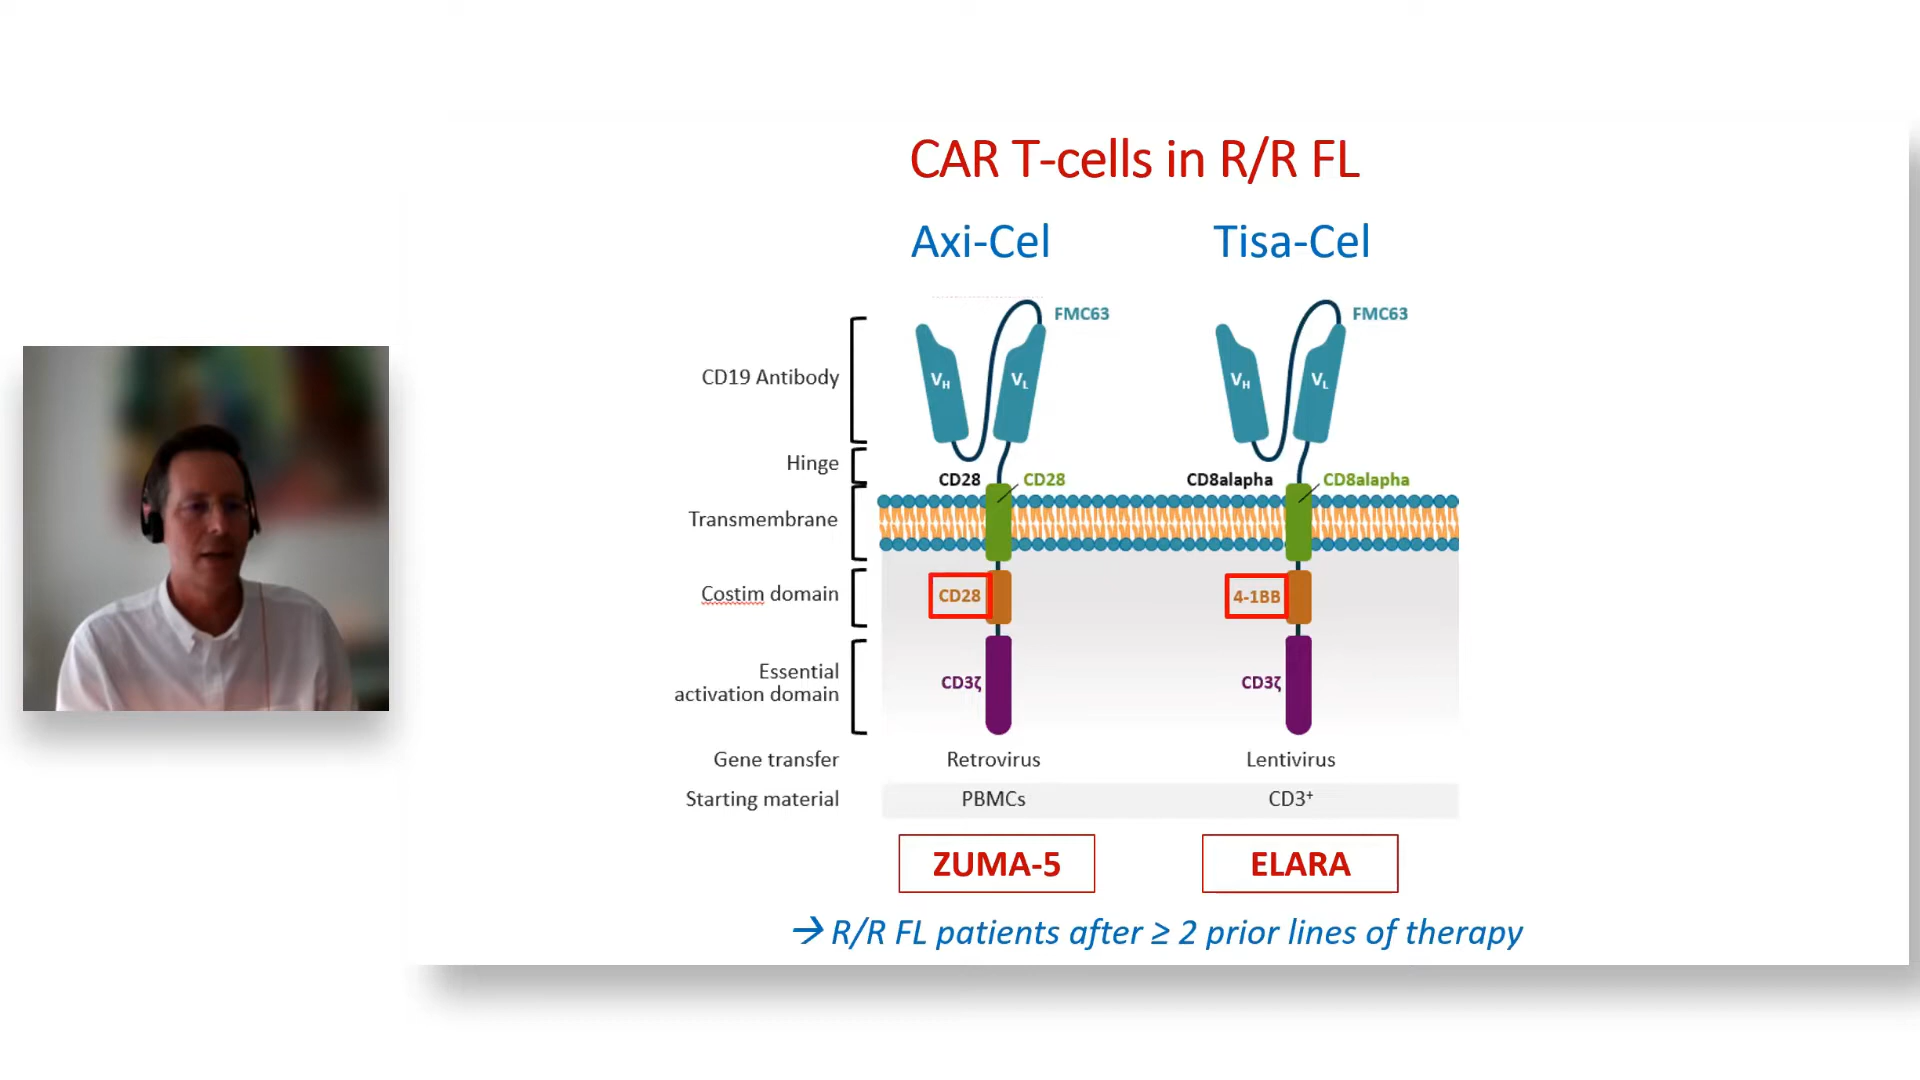 CAR T-cells in R/R FL
Axi-Cel
Tisa-Cel
FMC63
FMC63
CD19 Antibody
VH
VL
VH
VL
Hinge
CD28
CD28
CD8alapha
CD8alapha
Transmembrane
Costim domain
CD28
4-1BB
Essential
activation domain
CD3ζ
CD3ζ
Gene transfer
Retrovirus
Lentivirus
Starting material
PBMCs
CD3⁺
ZUMA-5
ELARA
→ R/R FL patients after ≥ 2 prior lines of therapy